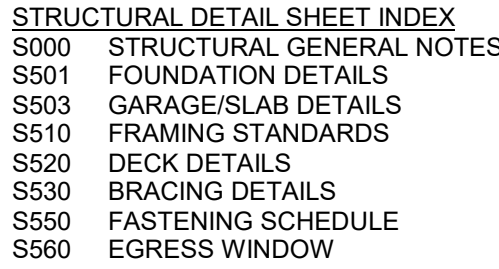 STRUCTURAL DETAIL SHEET INDEX
S000 STRUCTURAL GENERAL NOTES
S501 FOUNDATION DETAILS
S503 GARAGE/SLAB DETAILS
S510 FRAMING STANDARDS
S520 DECK DETAILS
S530 BRACING DETAILS
S550 FASTENING SCHEDULE
S560 EGRESS WINDOW